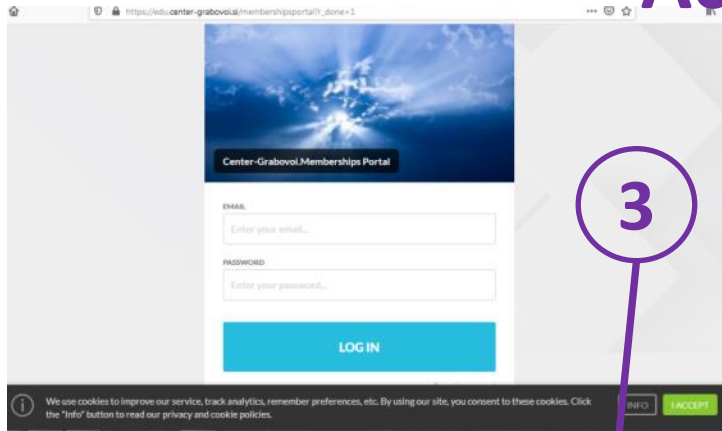 https://edu.center-grabovoi.si/membershipsportal?r_done=1
Center-Grabovoi.Memberships Portal
EMAIL
Enter your email...
PASSWORD
Enter your password...
LOG IN
3
We use cookies to improve our service, track analytics, remember preferences, etc. By using our site, you consent to these cookies. Click
the "Info" button to read our privacy and cookie policies.
INFO
I ACCEPT